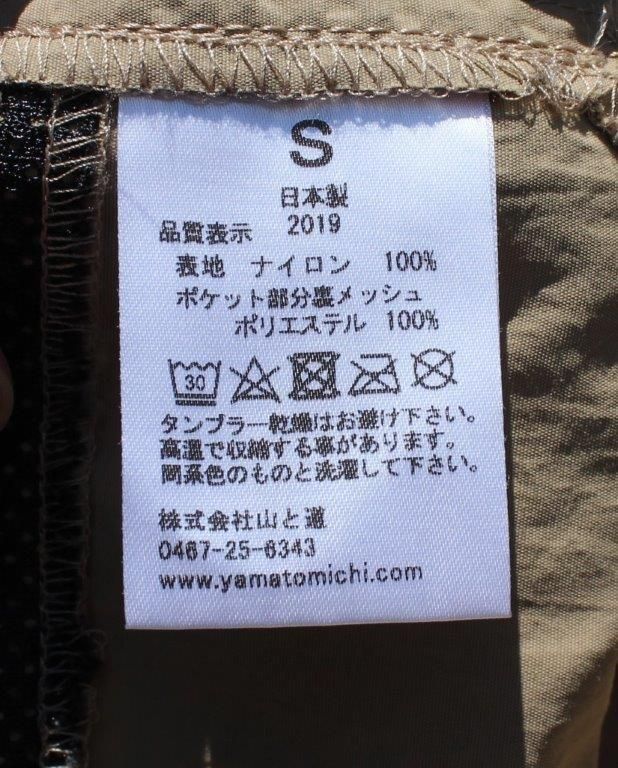 S
日本製
品質表示 2019
表地 ナイロン 100%
ポケット部分裏メッシュ
ポリエステル 100%
30
タンブラー乾燥はお避け下さい。
高温で収縮する事があります。
同系色のものと洗濯して下さい。
株式会社山と道
0467-25-6343
www.yamatomichi.com